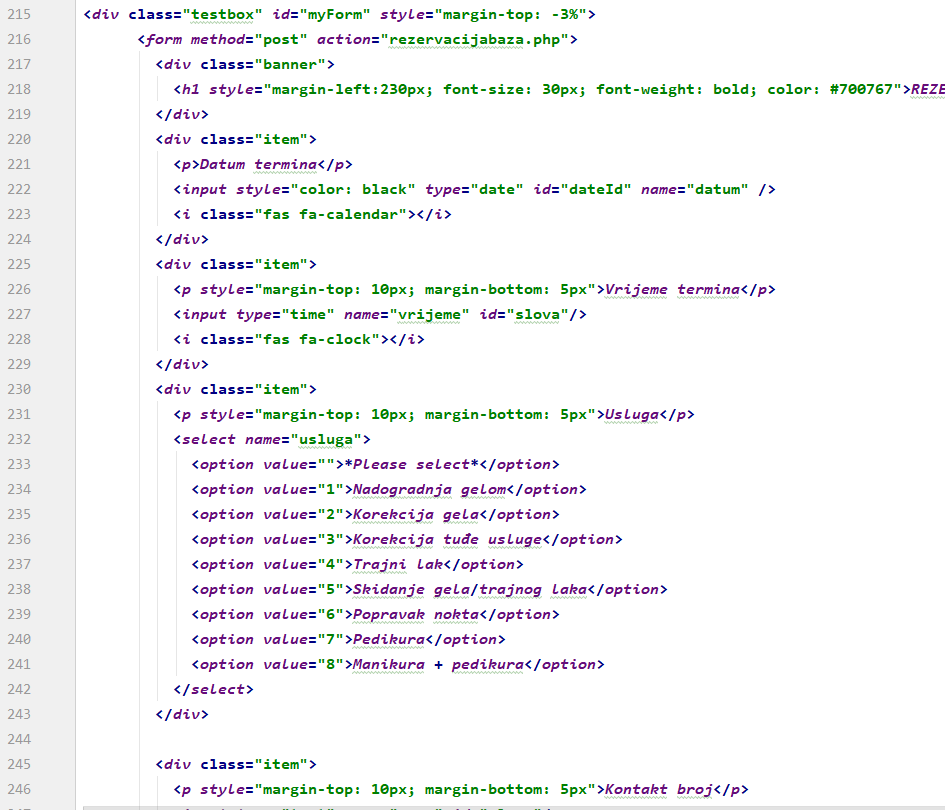 215 <div class="testbox" id="myForm" style="margin-top: -3%">
216 <form method="post" action="rezervacijabaza.php">
217 <div class="banner">
218 <h1 style="margin-left:230px; font-size: 30px; font-weight: bold; color: #700767">REZE
219 </div>
220 <div class="item">
221 <p>Datum termina</p>
222 <input style="color: black" type="date" id="dateId" name="datum" />
223 <i class="fas fa-calendar"></i>
224 </div>
225 <div class="item">
226 <p style="margin-top: 10px; margin-bottom: 5px">Vrijeme termina</p>
227 <input type="time" name="vrijeme" id="slova"/>
228 <i class="fas fa-clock"></i>
229 </div>
230 <div class="item">
231 <p style="margin-top: 10px; margin-bottom: 5px">Usluga</p>
232 <select name="usluga">
233 <option value="">*Please select*</option>
234 <option value="1">Nadogradnja gelom</option>
235 <option value="2">Korekcija gela</option>
236 <option value="3">Korekcija tuđe usluge</option>
237 <option value="4">Trajni lak</option>
238 <option value="5">Skidanje gela/trajnog laka</option>
239 <option value="6">Popravak nokta</option>
240 <option value="7">Pedikura</option>
241 <option value="8">Manikura + pedikura</option>
242 </select>
243 </div>
244
245 <div class="item">
246 <p style="margin-top: 10px; margin-bottom: 5px">Kontakt broj</p>